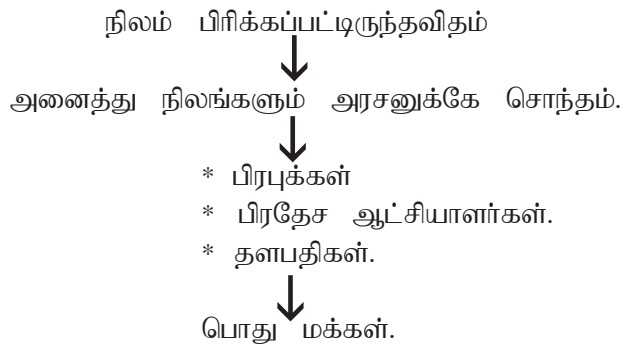 நிலம் பிரிக்கப்பட்டிருந்தவிதம்
அனைத்து நிலங்களும் அரசனுக்கே சொந்தம்.
* பிரபுக்கள்
* பிரதேச ஆட்சியாளர்கள்.
* தளபதிகள்.
பொது மக்கள்.